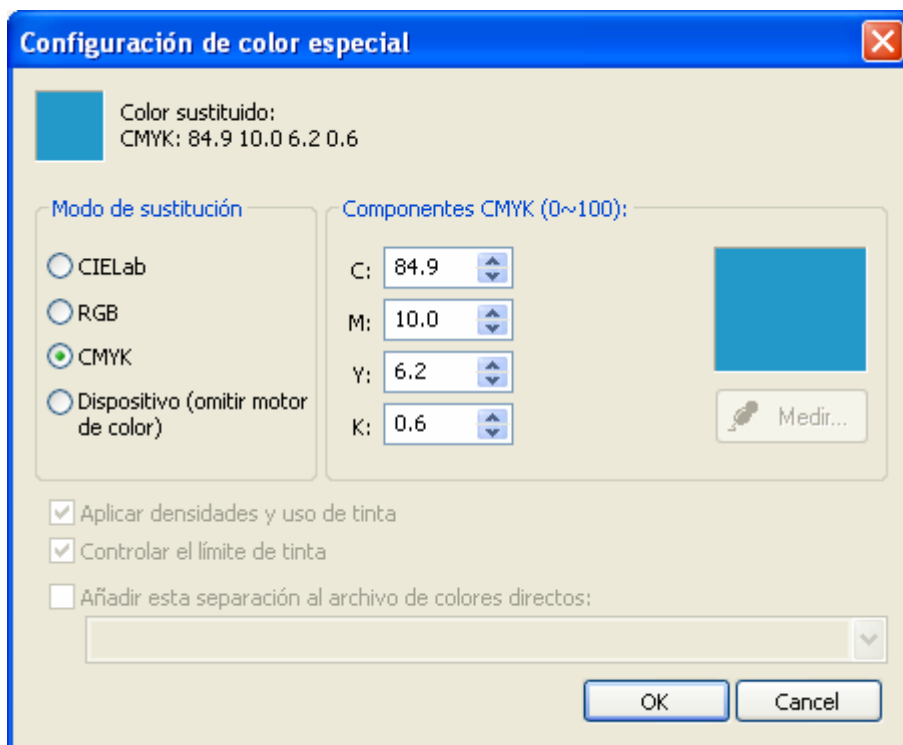 Configuración de color especial
Color sustituido:
CMYK: 84.9 10.0 6.2 0.6
Modo de sustitución
CIELab
RGB
CMYK
Dispositivo (omitir motor
de color)
Componentes CMYK (0~100):
C: 84.9
M: 10.0
Y: 6.2
K: 0.6
Medir...
Aplicar densidades y uso de tinta
Controlar el límite de tinta
Añadir esta separación al archivo de colores directos:
OK
Cancel